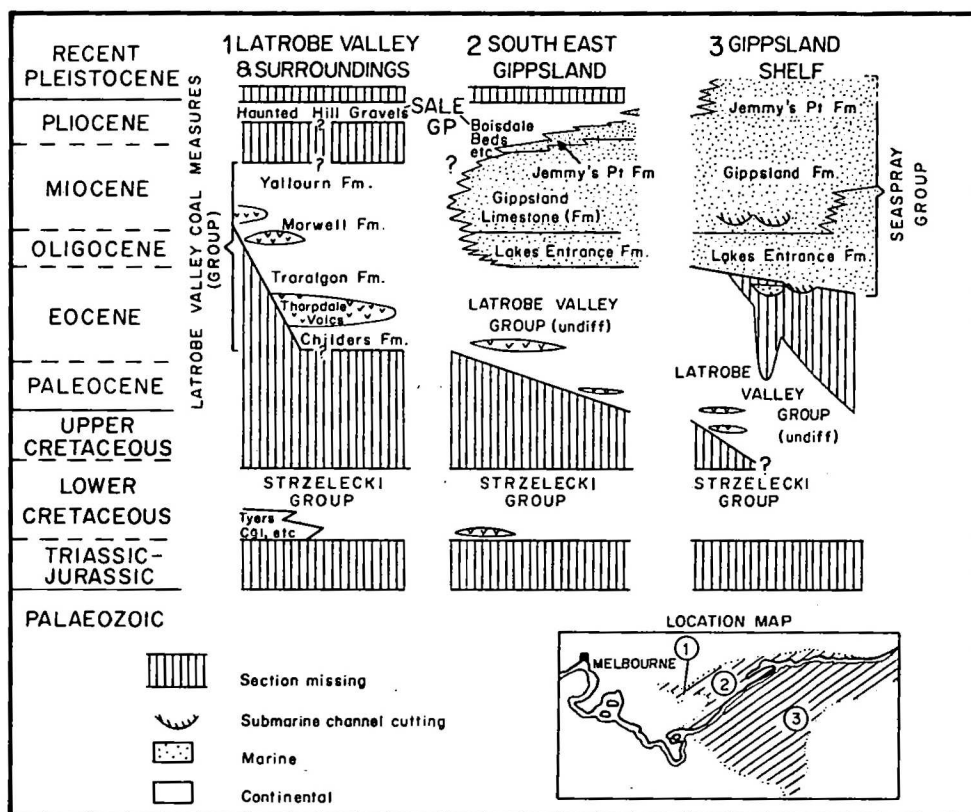 RECENT
PLEISTOCENE
PLIOCENE
MIOCENE
OLIGOCENE
EOCENE
PALEOCENE
UPPER
CRETACEOUS
LOWER
CRETACEOUS
TRIASSIC-
JURASSIC
PALAEOZOIC
LATROBE VALLEY COAL MEASURES
(GROUP)
1 LATROBE VALLEY
& SURROUNDINGS
Haunted Hill Gravels
?
?
Yallourn Fm.
Morwell Fm.
Traralgon Fm.
Thorpdale
Volcs
Childers Fm.
?
STRZELECKI
GROUP
Tyers
Cgl, etc
SALE
GP
2 SOUTH EAST
GIPPSLAND
Boisdale
Beds
etc
?
Jemmy's Pt Fm
Gippsland
Limestone (Fm)
Lakes Entrance Fm.
LATROBE VALLEY
GROUP (undiff)
STRZELECKI
GROUP
3 GIPPSLAND
SHELF
Jemmy's Pt Fm
Gippsland Fm.
Lakes Entrance Fm.
SEASPRAY
GROUP
LATROBE
VALLEY
GROUP
(undiff)
?
STRZELECKI
GROUP
Section missing
Submarine channel cutting
Marine
Continental
LOCATION MAP
MELBOURNE
1
2
3